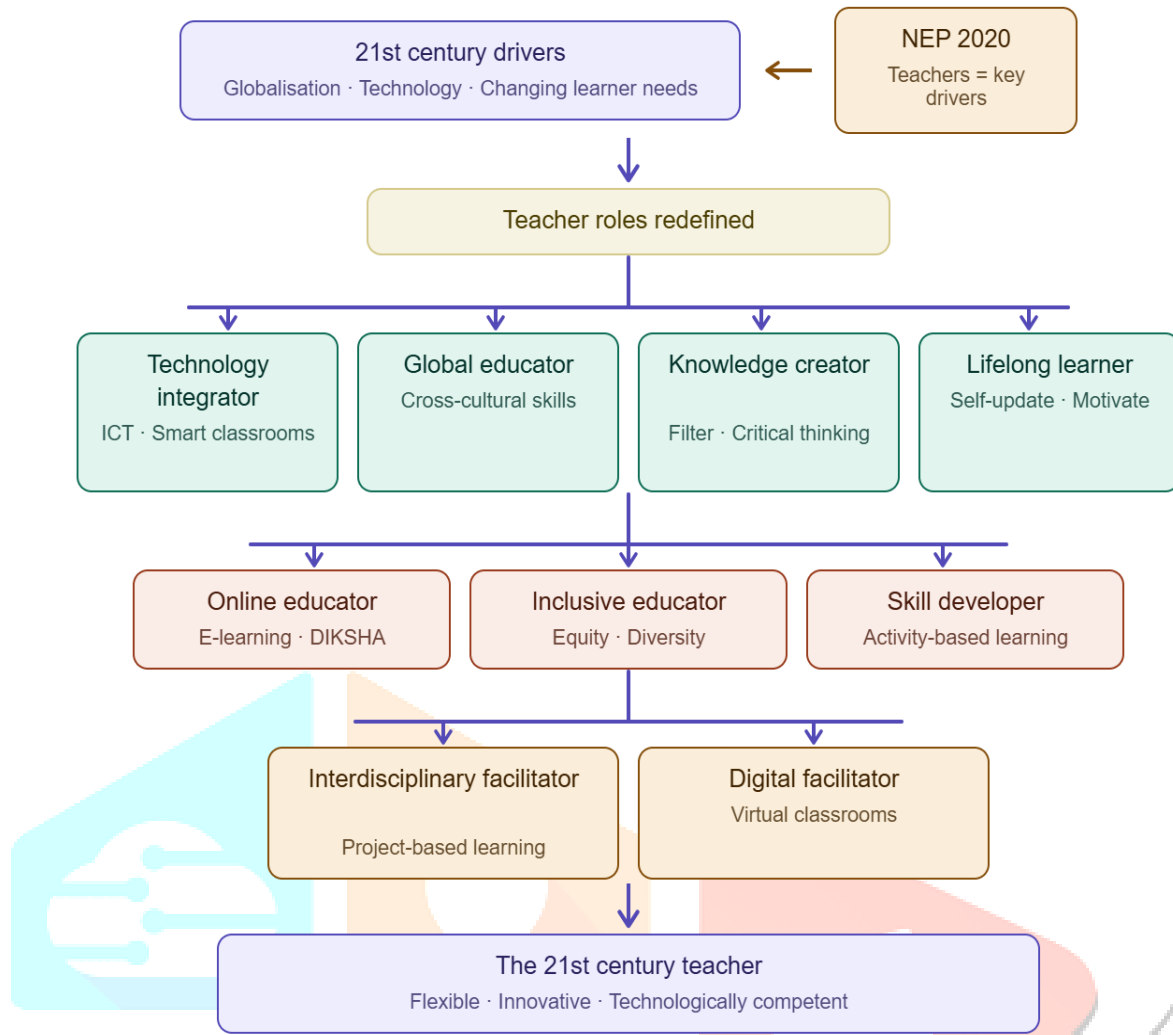 21st century drivers
Globalisation · Technology · Changing learner needs
NEP 2020
Teachers = key
drivers
Teacher roles redefined
Technology
integrator
ICT · Smart classrooms
Global educator
Cross-cultural skills
Knowledge creator
Filter · Critical thinking
Lifelong learner
Self-update · Motivate
Online educator
E-learning · DIKSHA
Inclusive educator
Equity · Diversity
Skill developer
Activity-based learning
Interdisciplinary facilitator
Project-based learning
Digital facilitator
Virtual classrooms
The 21st century teacher
Flexible · Innovative · Technologically competent